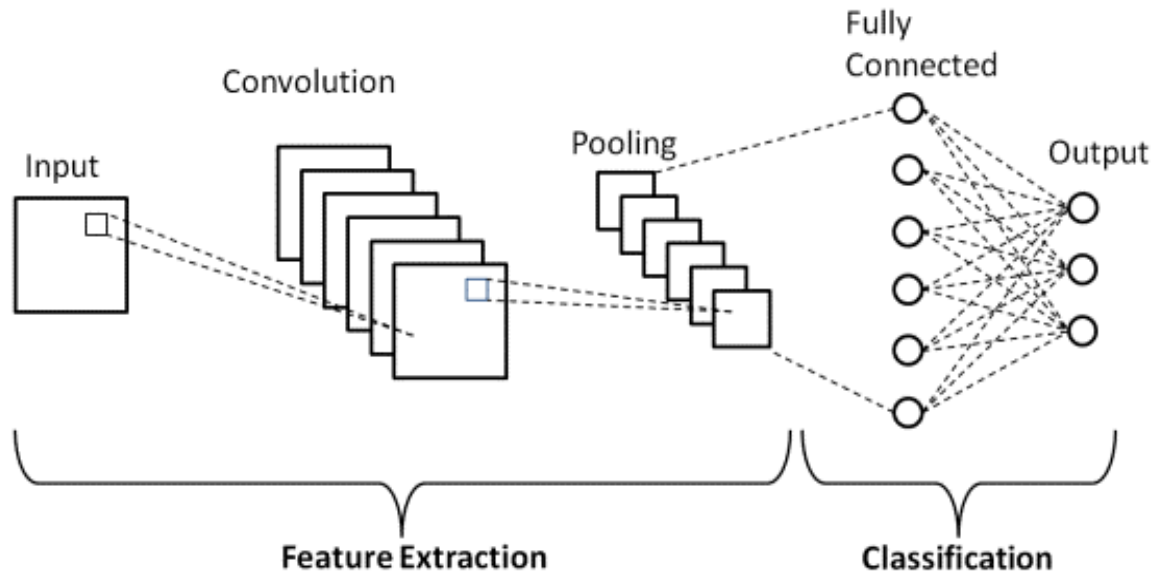 Input
Convolution
Pooling
Fully
Connected
Output
Feature Extraction
Classification